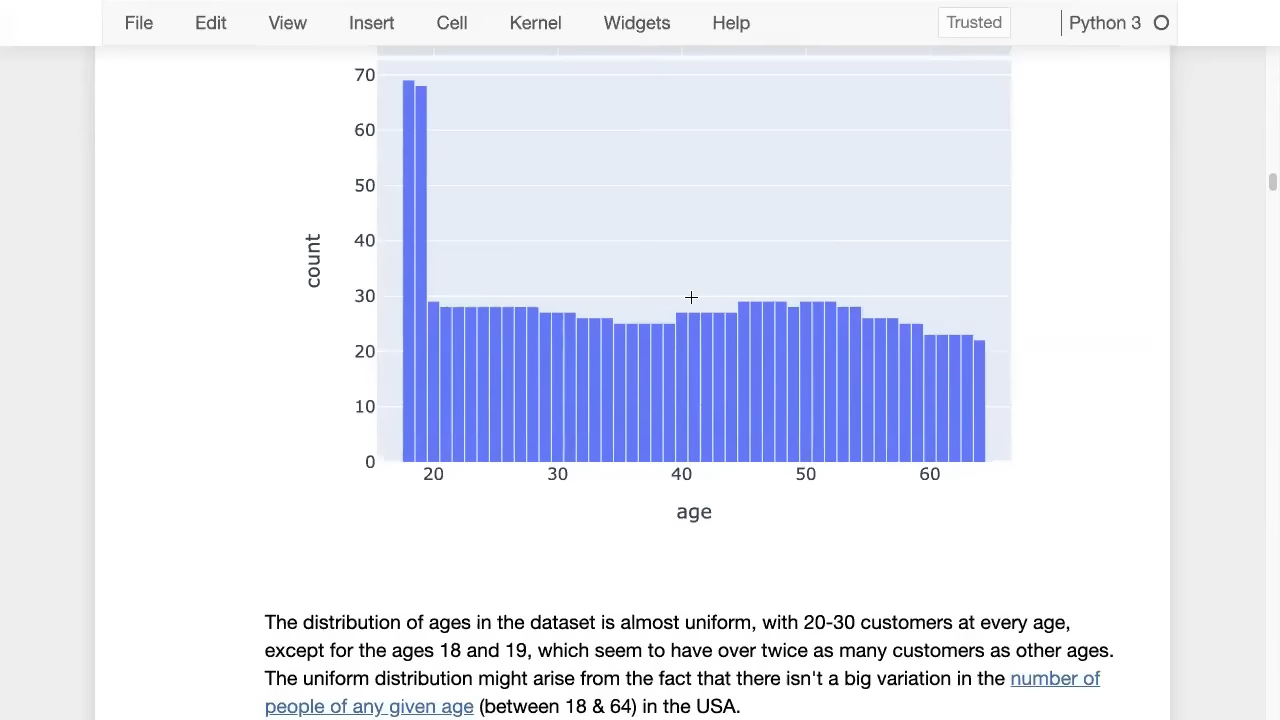 File Edit View Insert Cell Kernel Widgets Help Trusted Python 3
70
60
50
40
30
20
10
0
count
20 30 40 50 60
age
The distribution of ages in the dataset is almost uniform, with 20-30 customers at every age,
except for the ages 18 and 19, which seem to have over twice as many customers as other ages.
The uniform distribution might arise from the fact that there isn't a big variation in the number of
people of any given age (between 18 & 64) in the USA.